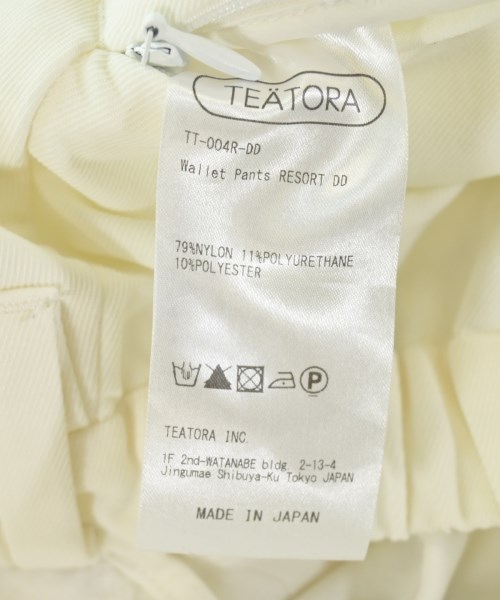 TEÄTORA
TT-004R-DD
Wallet Pants RESORT DD
79%NYLON 11%POLYURETHANE
10%POLYESTER
P
TEATORA INC.
1F 2nd-WATANABE bldg. 2-13-4
Jingumae Shibuya-Ku Tokyo JAPAN
MADE IN JAPAN